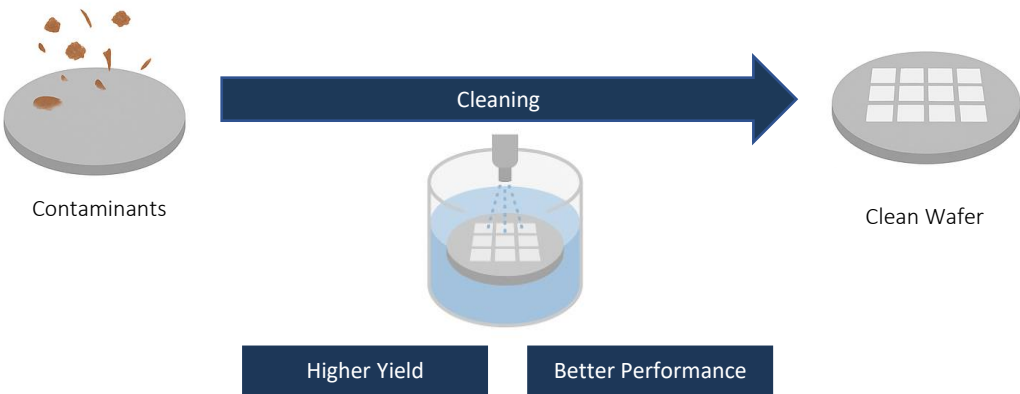 Cleaning
Contaminants
Clean Wafer
Higher Yield
Better Performance